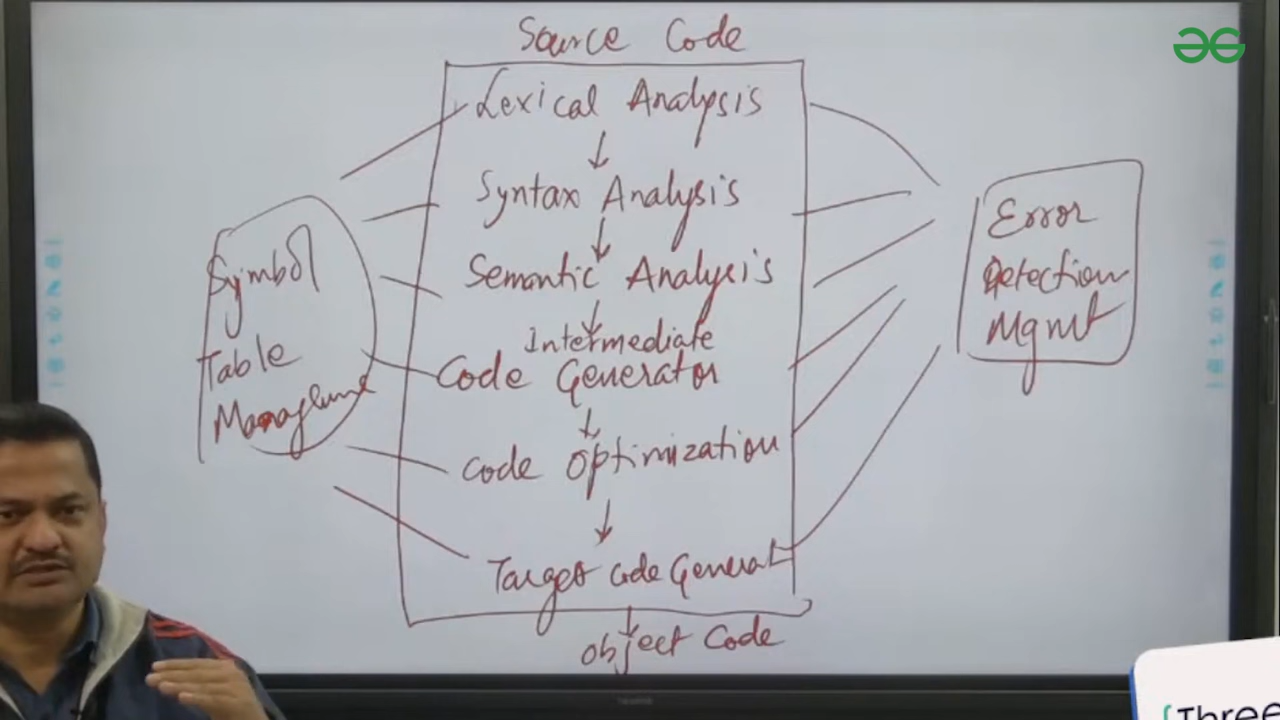 Source Code
Lexical Analysis
Syntax Analysis
Semantic Analysis
Intermediate
Code Generator
Code Optimization
Target Code Generat
Object Code
Symbol
Table
Error
Detection
Mgmt
{Three